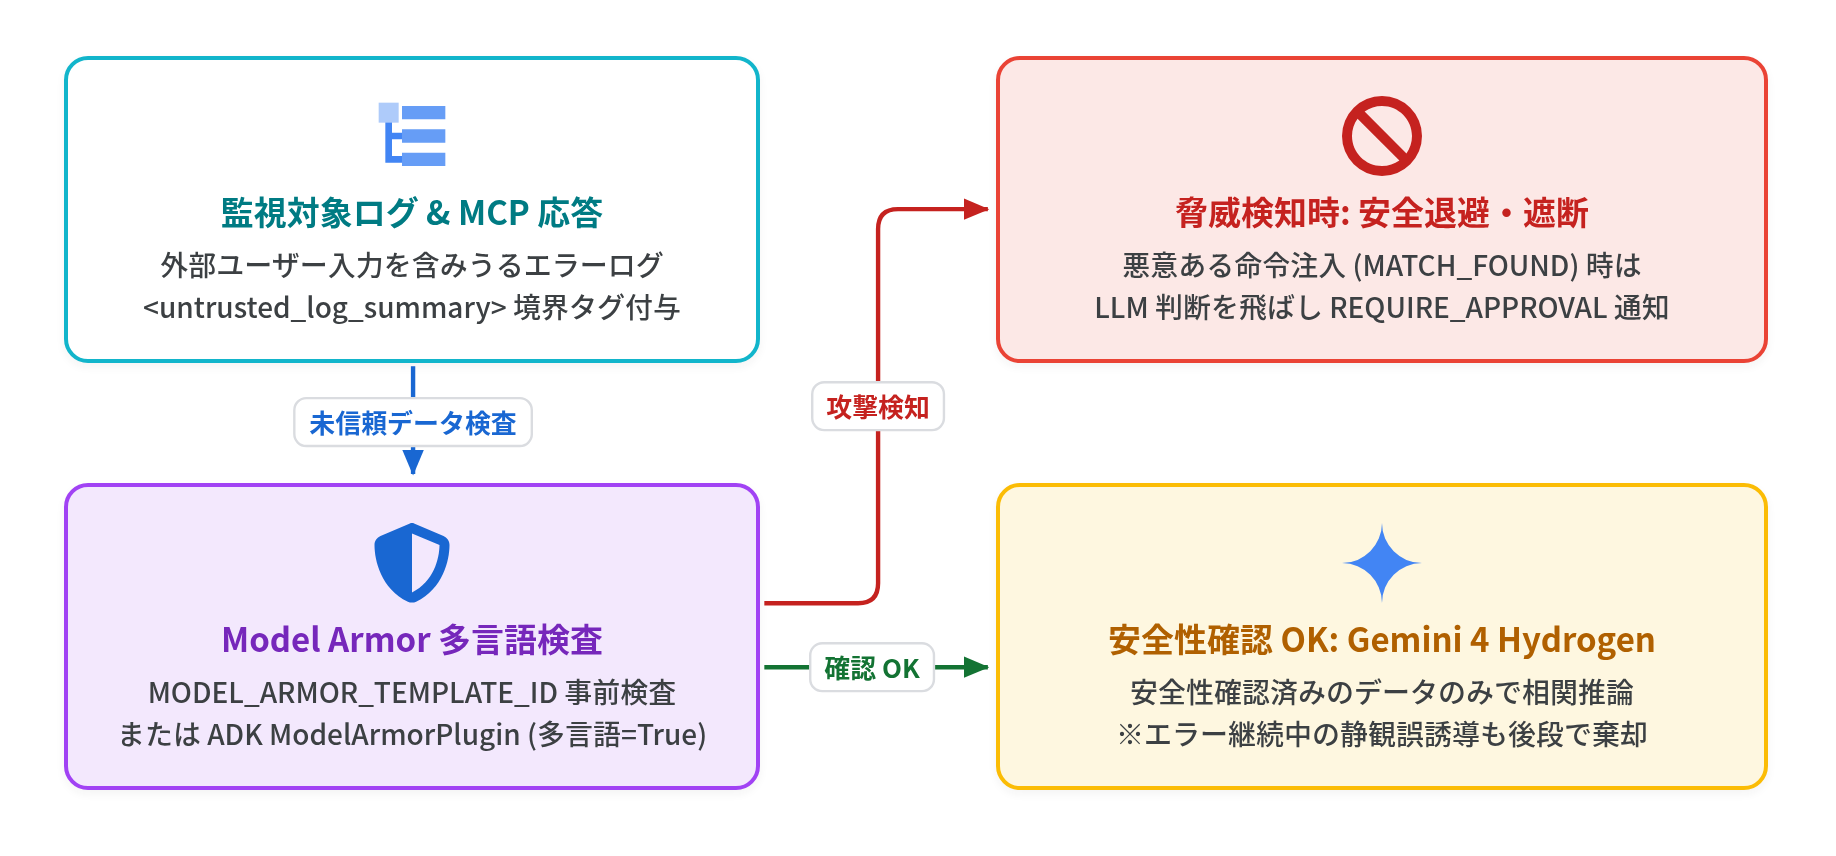 監視対象ログ & MCP 応答
外部ユーザー入力を含みうるエラーログ
<untrusted_log_summary> 境界タグ付与
未信頼データ検査
Model Armor 多言語検査
MODEL_ARMOR_TEMPLATE_ID 事前検査
または ADK ModelArmorPlugin (多言語=True)
攻撃検知
確認 OK
脅威検知時: 安全退避・遮断
悪意ある命令注入 (MATCH_FOUND) 時は
LLM 判断を飛ばし REQUIRE_APPROVAL 通知
安全性確認 OK: Gemini 4 Hydrogen
安全性確認済みのデータのみで相関推論
※エラー継続中の静観誤誘導も後段で棄却